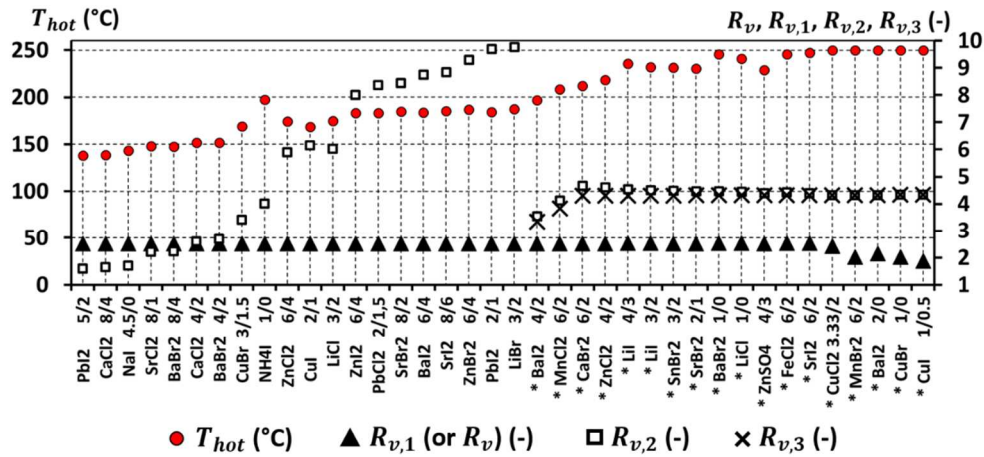 T_hot (°C)
R_v, R_v,1, R_v,2, R_v,3 (-)
250
200
150
100
50
0
10
9
8
7
6
5
4
3
2
1
PbI2 5/2
CaCl2 8/4
NaI 4.5/0
SrCl2 8/1
BaBr2 8/4
CaCl2 4/2
BaBr2 4/2
CuBr 3/1.5
NH4I 1/0
ZnCl2 6/4
CuI 2/1
LiCl 3/2
ZnI2 6/4
PbCl2 2/1,5
SrBr2 8/2
BaI2 6/4
SrI2 8/6
ZnBr2 6/4
PbI2 2/1
LiBr 3/2
* BaI2 4/2
* MnCl2 6/2
* CaBr2 6/2
* ZnCl2 4/2
* LiI 4/3
* LiI 3/2
* SnBr2 3/2
* SrBr2 2/1
* BaBr2 1/0
* LiCl 1/0
* ZnSO4 4/3
* FeCl2 6/2
* SrI2 6/2
* CuCl2 3.33/2
* MnBr2 6/2
* BaI2 2/0
* CuBr 1/0
* CuI 1/0.5
T_hot (°C) R_v,1 (or R_v) (-) R_v,2 (-) R_v,3 (-)